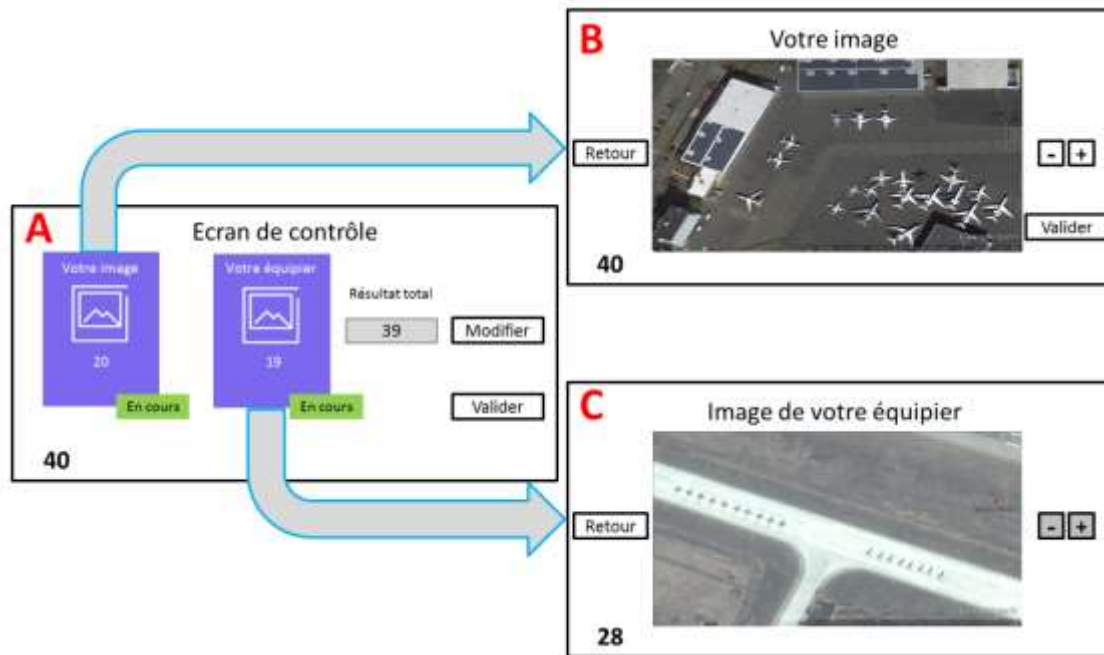 A
Ecran de contrôle
Votre image
20
En cours
Votre équipier
19
En cours
Résultat total
39
Modifier
Valider
40
B
Votre image
Retour
- +
Valider
40
C
Image de votre équipier
Retour
- +
28